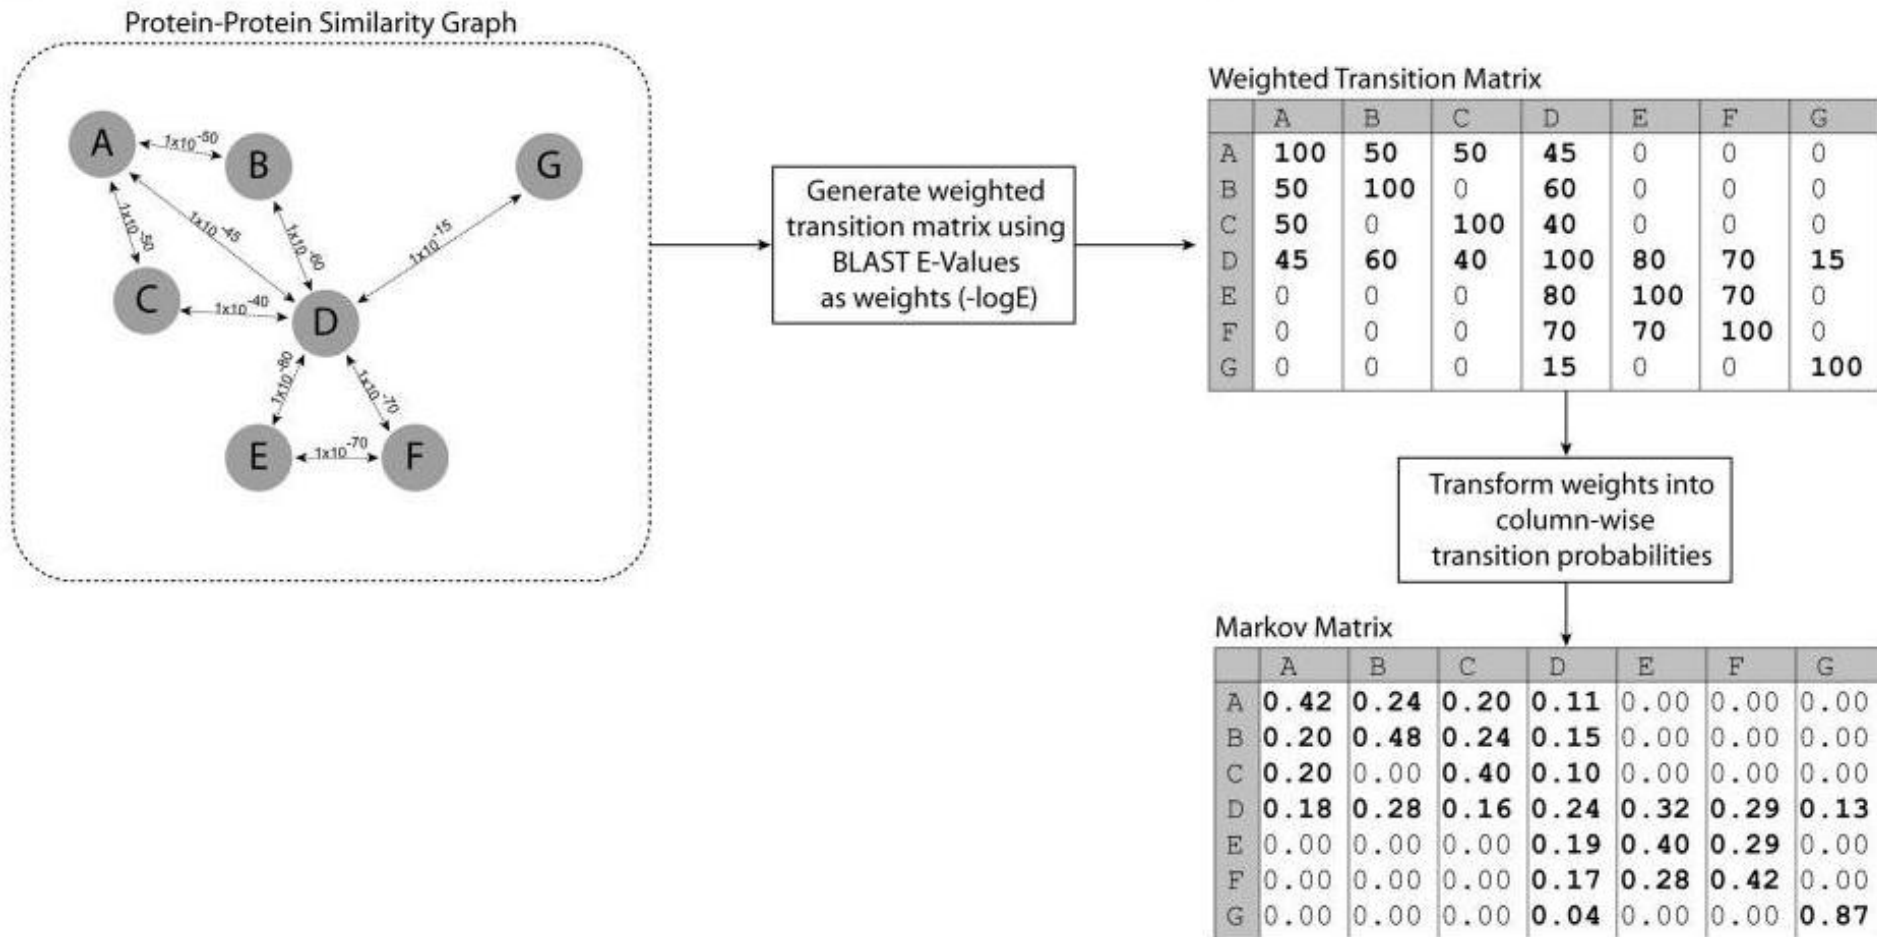 Protein-Protein Similarity Graph
A
B
G
C
D
E
F
1x10^-50
1x10^-50
1x10^-45
1x10^-60
1x10^-15
1x10^-40
1x10^-80
1x10^-70
1x10^-70
Generate weighted
transition matrix using
BLAST E-Values
as weights (-logE)
Weighted Transition Matrix
A B C D E F G
A 100 50 50 45 0 0 0
B 50 100 0 60 0 0 0
C 50 0 100 40 0 0 0
D 45 60 40 100 80 70 15
E 0 0 0 80 100 70 0
F 0 0 0 70 70 100 0
G 0 0 0 15 0 0 100
Transform weights into
column-wise
transition probabilities
Markov Matrix
A B C D E F G
A 0.42 0.24 0.20 0.11 0.00 0.00 0.00
B 0.20 0.48 0.24 0.15 0.00 0.00 0.00
C 0.20 0.00 0.40 0.10 0.00 0.00 0.00
D 0.18 0.28 0.16 0.24 0.32 0.29 0.13
E 0.00 0.00 0.00 0.19 0.40 0.29 0.00
F 0.00 0.00 0.00 0.17 0.28 0.42 0.00
G 0.00 0.00 0.00 0.04 0.00 0.00 0.87